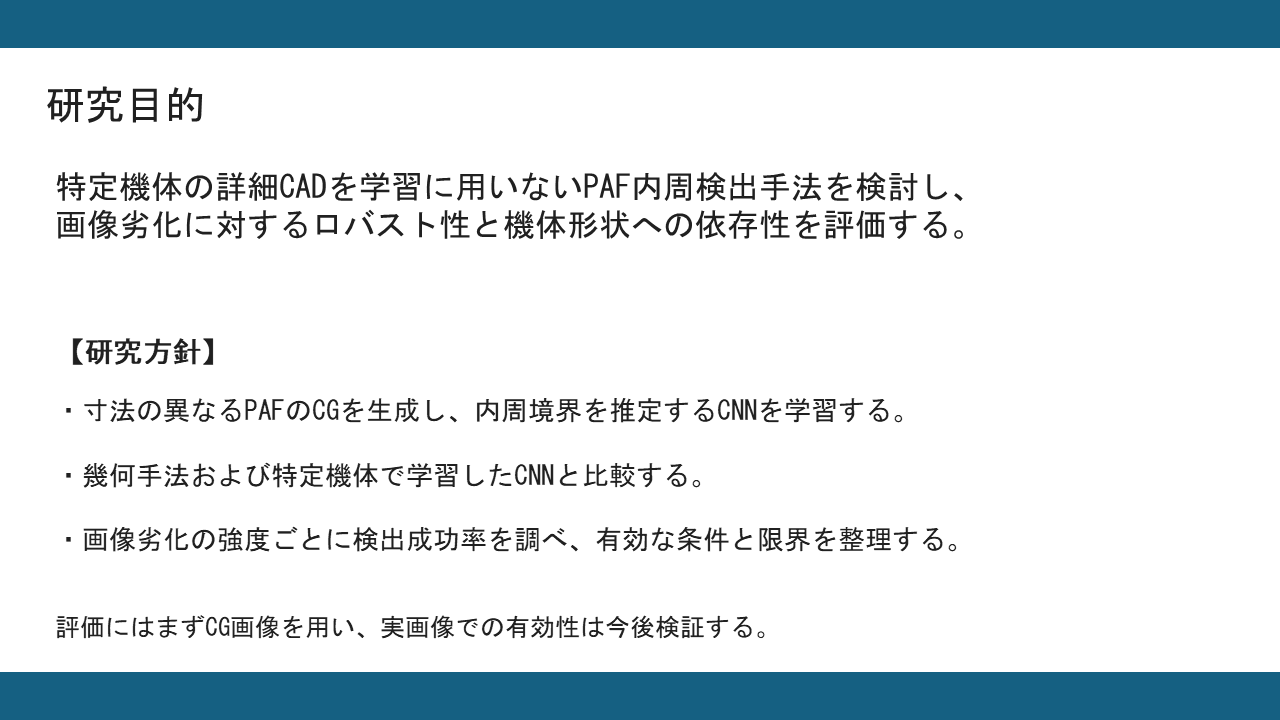 研究目的
特定機体の詳細CADを学習に用いないPAF内周検出手法を検討し、
画像劣化に対するロバスト性と機体形状への依存性を評価する。
【研究方針】
・寸法の異なるPAFのCGを生成し、内周境界を推定するCNNを学習する。
・幾何手法および特定機体で学習したCNNと比較する。
・画像劣化の強度ごとに検出成功率を調べ、有効な条件と限界を整理する。
評価にはまずCG画像を用い、実画像での有効性は今後検証する。